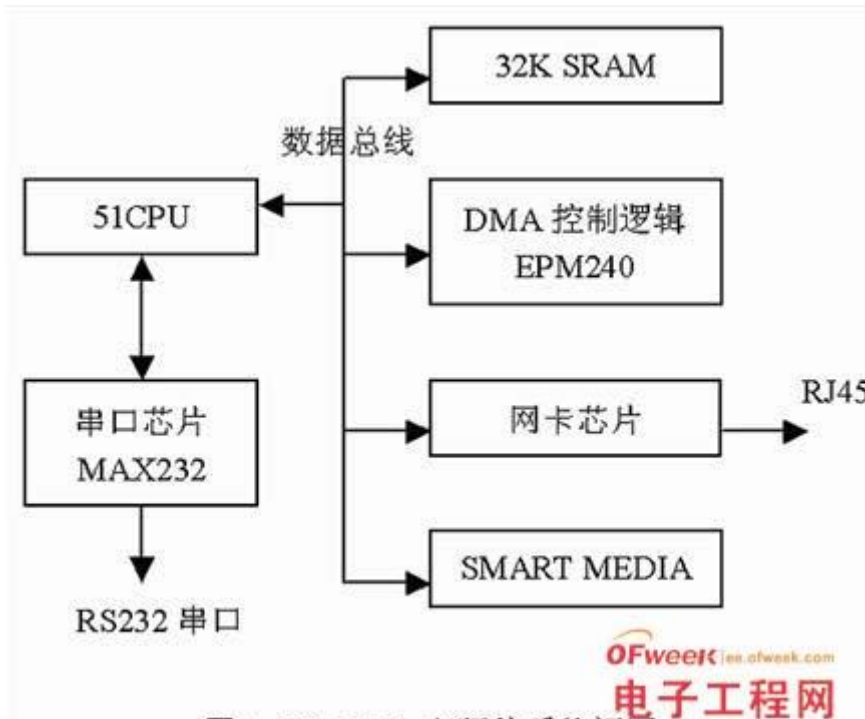 32K SRAM
数据总线
51CPU
DMA 控制逻辑
EPM240
串口芯片
MAX232
网卡芯片
RJ45
SMART MEDIA
RS232 串口
OFweek ee.ofweek.com
电子工程网